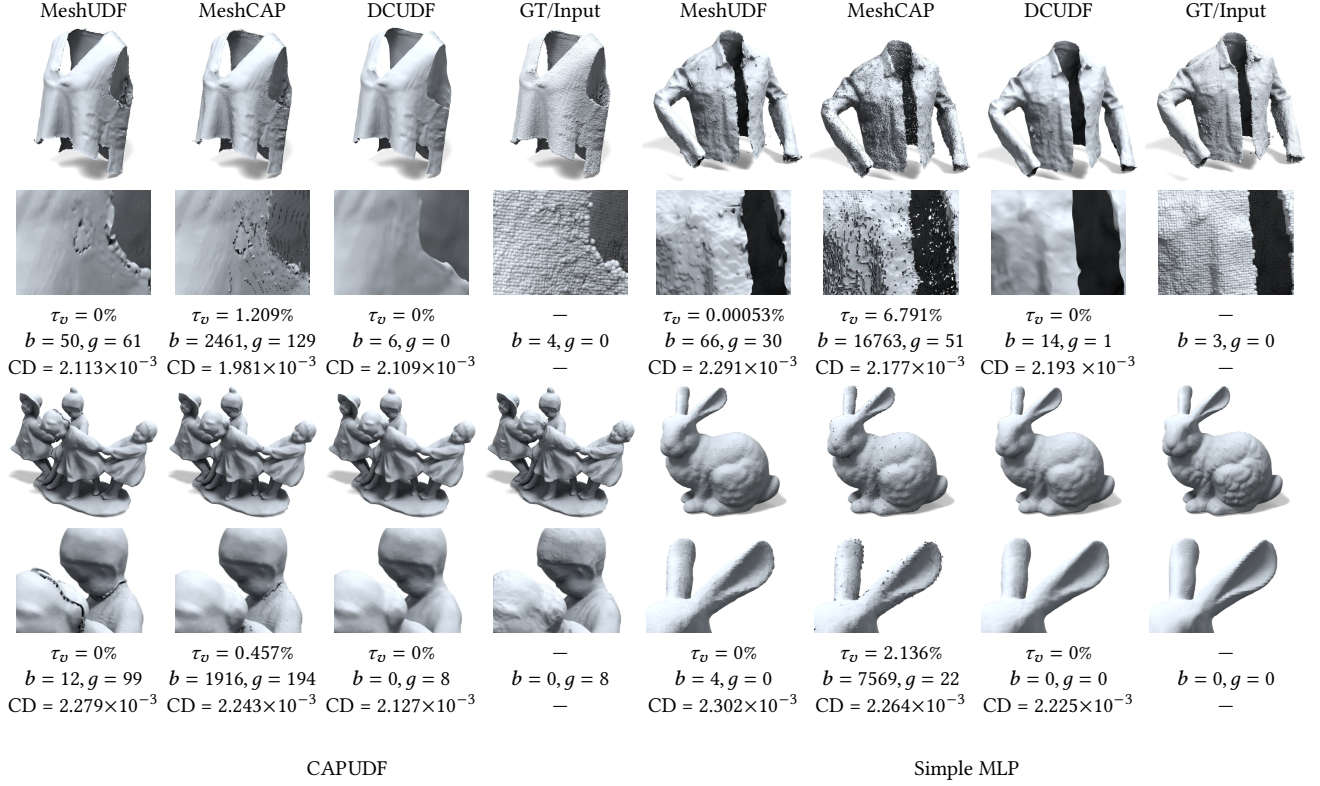 MeshUDF MeshCAP DCUDF GT/Input MeshUDF MeshCAP DCUDF GT/Input
τ_v = 0% τ_v = 1.209% τ_v = 0% — τ_v = 0.00053% τ_v = 6.791% τ_v = 0% —
b = 50, g = 61 b = 2461, g = 129 b = 6, g = 0 b = 4, g = 0 b = 66, g = 30 b = 16763, g = 51 b = 14, g = 1 b = 3, g = 0
CD = 2.113×10⁻³ CD = 1.981×10⁻³ CD = 2.109×10⁻³ — CD = 2.291×10⁻³ CD = 2.177×10⁻³ CD = 2.193 ×10⁻³ —
τ_v = 0% τ_v = 0.457% τ_v = 0% — τ_v = 0% τ_v = 2.136% τ_v = 0% —
b = 12, g = 99 b = 1916, g = 194 b = 0, g = 8 b = 0, g = 8 b = 4, g = 0 b = 7569, g = 22 b = 0, g = 0 b = 0, g = 0
CD = 2.279×10⁻³ CD = 2.243×10⁻³ CD = 2.127×10⁻³ — CD = 2.302×10⁻³ CD = 2.264×10⁻³ CD = 2.225×10⁻³ —
CAPUDF Simple MLP